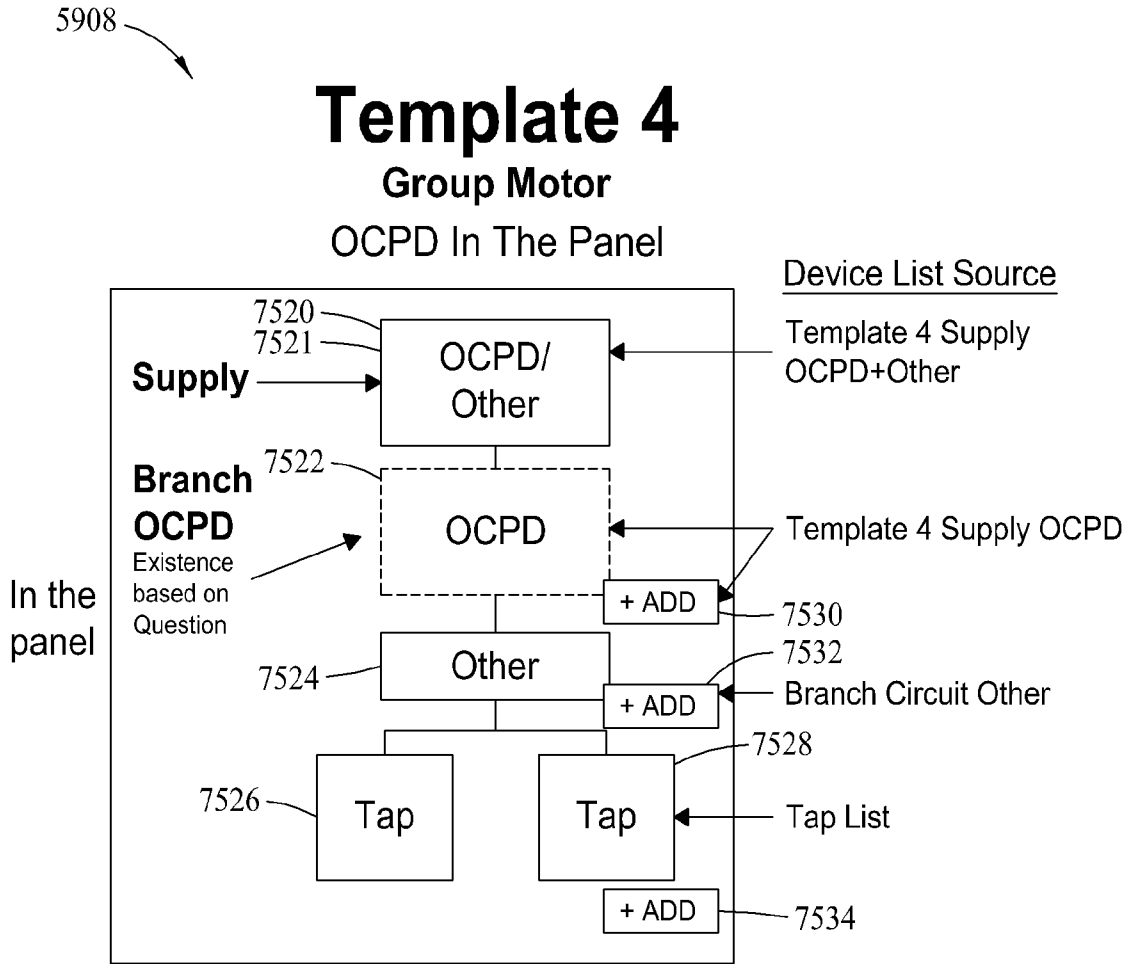 5908
Template 4
Group Motor
OCPD In The Panel
Device List Source
7520
7521
OCPD/
Other
Supply
Template 4 Supply
OCPD+Other
7522
Branch
OCPD
Existence
based on
Question
OCPD
Template 4 Supply OCPD
In the
panel
+ ADD
7530
7532
7524
Other
+ ADD
Branch Circuit Other
7528
7526
Tap
Tap
Tap List
+ ADD
7534